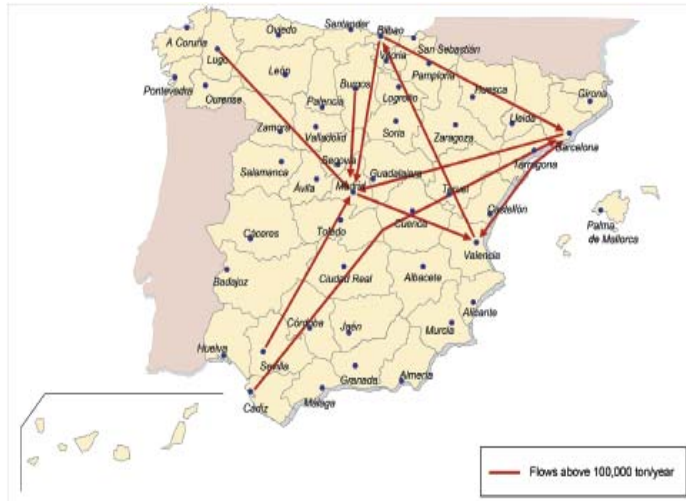 Santander
Bilbao
A Coruña
Oviedo
San Sebastián
Lugo
Vitoria
León
Pamplona
Pontevedra
Ourense
Burgos
Logroño
Huesca
Girona
Palencia
Lleida
Zamora
Valladolid
Soria
Zaragoza
Barcelona
Tarragona
Segovia
Salamanca
Guadalajara
Ávila
Madrid
Teruel
Castellón
Cuenca
Palma
de Mallorca
Toledo
Cáceres
Valencia
Ciudad Real
Albacete
Badajoz
Alicante
Córdoba
Jaén
Murcia
Huelva
Sevilla
Granada
Almería
Cádiz
Málaga
Flows above 100,000 ton/year